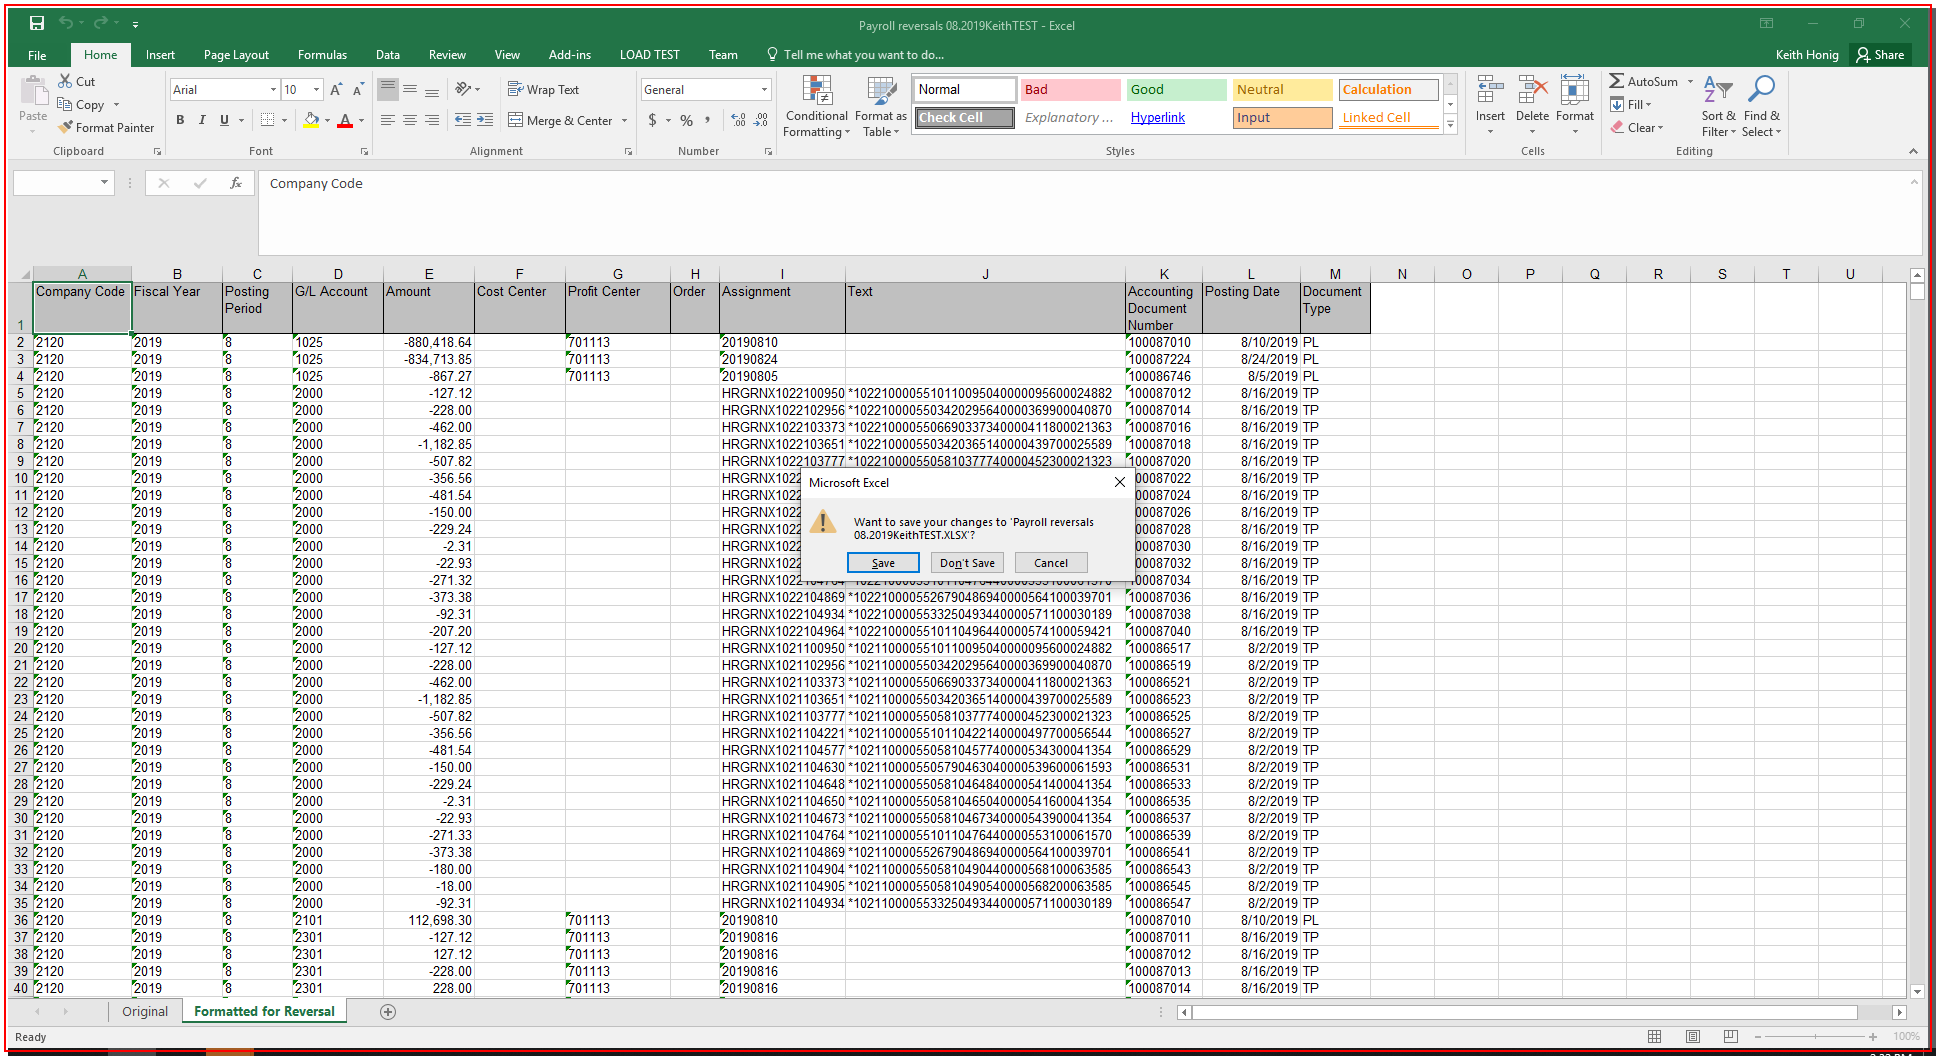 Payroll reversals 08.2019KeithTEST - Excel
File Home Insert Page Layout Formulas Data Review View Add-ins LOAD TEST Team Tell me what you want to do... Keith Honig Share
Paste Cut Copy Format Painter Clipboard
Arial 10 A A B I U A Font
Wrap Text Merge & Center Alignment
General $ % , Number
Conditional Formatting Format as Table
Normal Bad Good Neutral Calculation
Check Cell Explanatory ... Hyperlink Input Linked Cell
Styles
Insert Delete Format Cells
AutoSum Fill Clear Sort & Filter Find & Select Editing
fx Company Code
A B C D E F G H I J K L M N O P Q R S T U
1 Company Code Fiscal Year Posting Period G/L Account Amount Cost Center Profit Center Order Assignment Text Accounting Document Number Posting Date Document Type
2 2120 2019 8 1025 -880,418.64 701113 20190810 100087010 8/10/2019 PL
3 2120 2019 8 1025 -834,713.85 701113 20190824 100087224 8/24/2019 PL
4 2120 2019 8 1025 -867.27 701113 20190805 100086746 8/5/2019 PL
5 2120 2019 8 2000 -127.12 HRGRNX1022100950 *1022100005510110095040000095600024882 100087012 8/16/2019 TP
6 2120 2019 8 2000 -228.00 HRGRNX1022102956 *1022100005503420295640000369900040870 100087014 8/16/2019 TP
7 2120 2019 8 2000 -462.00 HRGRNX1022103373 *1022100005506690337340000411800021363 100087016 8/16/2019 TP
8 2120 2019 8 2000 -1,182.85 HRGRNX1022103651 *1022100005503420365140000439700025589 100087018 8/16/2019 TP
9 2120 2019 8 2000 -507.82 HRGRNX1022103777 *1022100005505810377740000452300021323 100087020 8/16/2019 TP
10 2120 2019 8 2000 -356.56 HRGRNX1022 00087022 8/16/2019 TP
11 2120 2019 8 2000 -481.54 HRGRNX1022 00087024 8/16/2019 TP
12 2120 2019 8 2000 -150.00 HRGRNX1022 00087026 8/16/2019 TP
13 2120 2019 8 2000 -229.24 HRGRNX1022 00087028 8/16/2019 TP
14 2120 2019 8 2000 -2.31 HRGRNX1022 00087030 8/16/2019 TP
15 2120 2019 8 2000 -22.93 HRGRNX1022 00087032 8/16/2019 TP
16 2120 2019 8 2000 -271.32 100087034 8/16/2019 TP
Microsoft Excel
Want to save your changes to 'Payroll reversals
08.2019KeithTEST.XLSX'?
Save Don't Save Cancel
17 2120 2019 8 2000 -373.38 HRGRNX1022104869 *1022100005526790486940000564100039701 100087036 8/16/2019 TP
18 2120 2019 8 2000 -92.31 HRGRNX1022104934 *1022100005533250493440000571100030189 100087038 8/16/2019 TP
19 2120 2019 8 2000 -207.20 HRGRNX1022104964 *1022100005510110496440000574100059421 100087040 8/16/2019 TP
20 2120 2019 8 2000 -127.12 HRGRNX1021100950 *1021100005510110095040000095600024882 100086517 8/2/2019 TP
21 2120 2019 8 2000 -228.00 HRGRNX1021102956 *1021100005503420295640000369900040870 100086519 8/2/2019 TP
22 2120 2019 8 2000 -462.00 HRGRNX1021103373 *1021100005506690337340000411800021363 100086521 8/2/2019 TP
23 2120 2019 8 2000 -1,182.85 HRGRNX1021103651 *1021100005503420365140000439700025589 100086523 8/2/2019 TP
24 2120 2019 8 2000 -507.82 HRGRNX1021103777 *1021100005505810377740000452300021323 100086525 8/2/2019 TP
25 2120 2019 8 2000 -356.56 HRGRNX1021104221 *1021100005510110422140000497700056544 100086527 8/2/2019 TP
26 2120 2019 8 2000 -481.54 HRGRNX1021104577 *1021100005505810457740000534300041354 100086529 8/2/2019 TP
27 2120 2019 8 2000 -150.00 HRGRNX1021104630 *1021100005505790463040000539600061593 100086531 8/2/2019 TP
28 2120 2019 8 2000 -229.24 HRGRNX1021104648 *1021100005505810464840000541400041354 100086533 8/2/2019 TP
29 2120 2019 8 2000 -2.31 HRGRNX1021104650 *1021100005505810465040000541600041354 100086535 8/2/2019 TP
30 2120 2019 8 2000 -22.93 HRGRNX1021104673 *1021100005505810467340000543900041354 100086537 8/2/2019 TP
31 2120 2019 8 2000 -271.33 HRGRNX1021104764 *1021100005510110476440000553100061570 100086539 8/2/2019 TP
32 2120 2019 8 2000 -373.38 HRGRNX1021104869 *1021100005526790486940000564100039701 100086541 8/2/2019 TP
33 2120 2019 8 2000 -180.00 HRGRNX1021104904 *1021100005505810490440000568100063585 100086543 8/2/2019 TP
34 2120 2019 8 2000 -18.00 HRGRNX1021104905 *1021100005505810490540000568200063585 100086545 8/2/2019 TP
35 2120 2019 8 2000 -92.31 HRGRNX1021104934 *1021100005533250493440000571100030189 100086547 8/2/2019 TP
36 2120 2019 8 2101 112,698.30 701113 20190810 100087010 8/10/2019 PL
37 2120 2019 8 2301 -127.12 701113 20190816 100087011 8/16/2019 TP
38 2120 2019 8 2301 127.12 701113 20190816 100087012 8/16/2019 TP
39 2120 2019 8 2301 -228.00 701113 20190816 100087013 8/16/2019 TP
40 2120 2019 8 2301 228.00 701113 20190816 100087014 8/16/2019 TP
Original Formatted for Reversal
Ready 100%